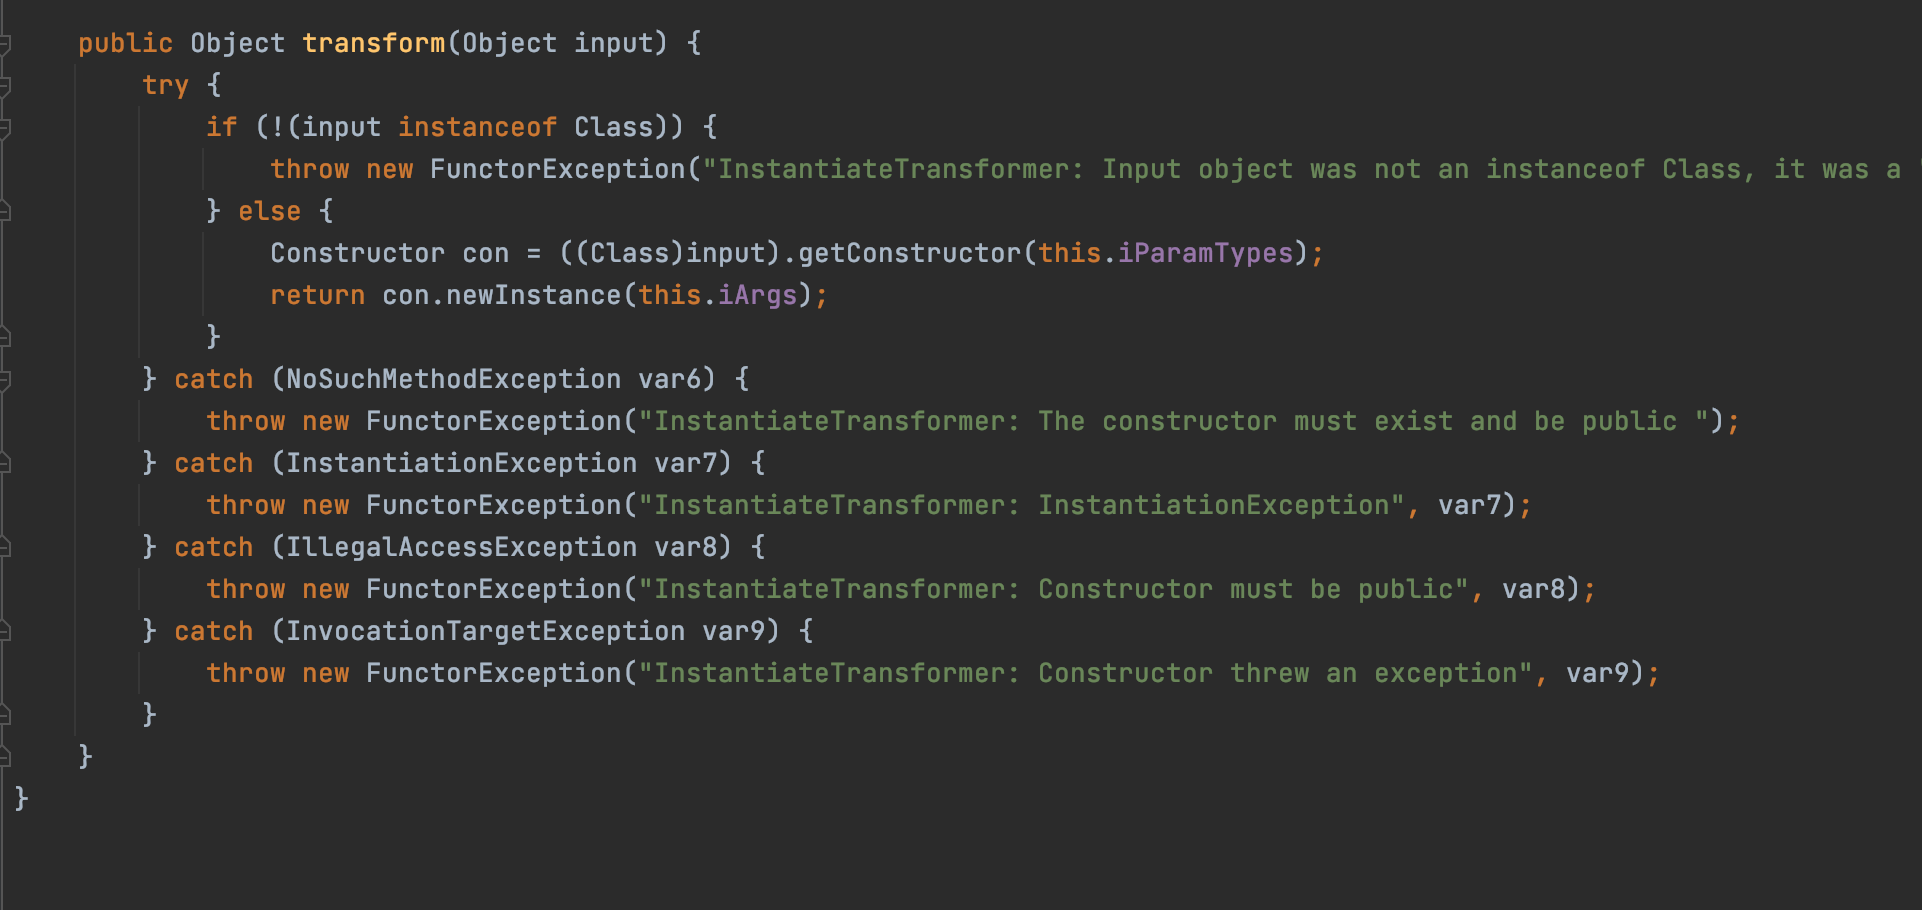 public Object transform(Object input) {
try {
if (!(input instanceof Class)) {
throw new FunctorException("InstantiateTransformer: Input object was not an instanceof Class, it was a
} else {
Constructor con = ((Class)input).getConstructor(this.iParamTypes);
return con.newInstance(this.iArgs);
}
} catch (NoSuchMethodException var6) {
throw new FunctorException("InstantiateTransformer: The constructor must exist and be public ");
} catch (InstantiationException var7) {
throw new FunctorException("InstantiateTransformer: InstantiationException", var7);
} catch (IllegalAccessException var8) {
throw new FunctorException("InstantiateTransformer: Constructor must be public", var8);
} catch (InvocationTargetException var9) {
throw new FunctorException("InstantiateTransformer: Constructor threw an exception", var9);
}
}
}